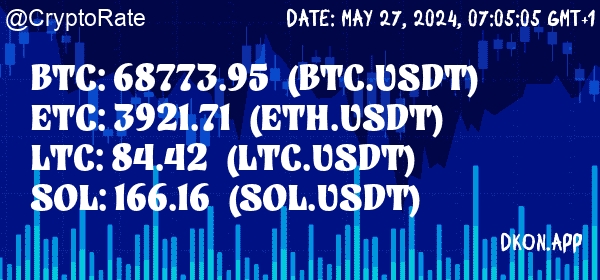 @CryptoRate
DATE: MAY 27, 2024, 07:05:05 GMT+1
BTC: 68773.95 (BTC.USDT)
ETC: 3921.71 (ETH.USDT)
LTC: 84.42 (LTC.USDT)
SOL: 166.16 (SOL.USDT)
DKON.APP